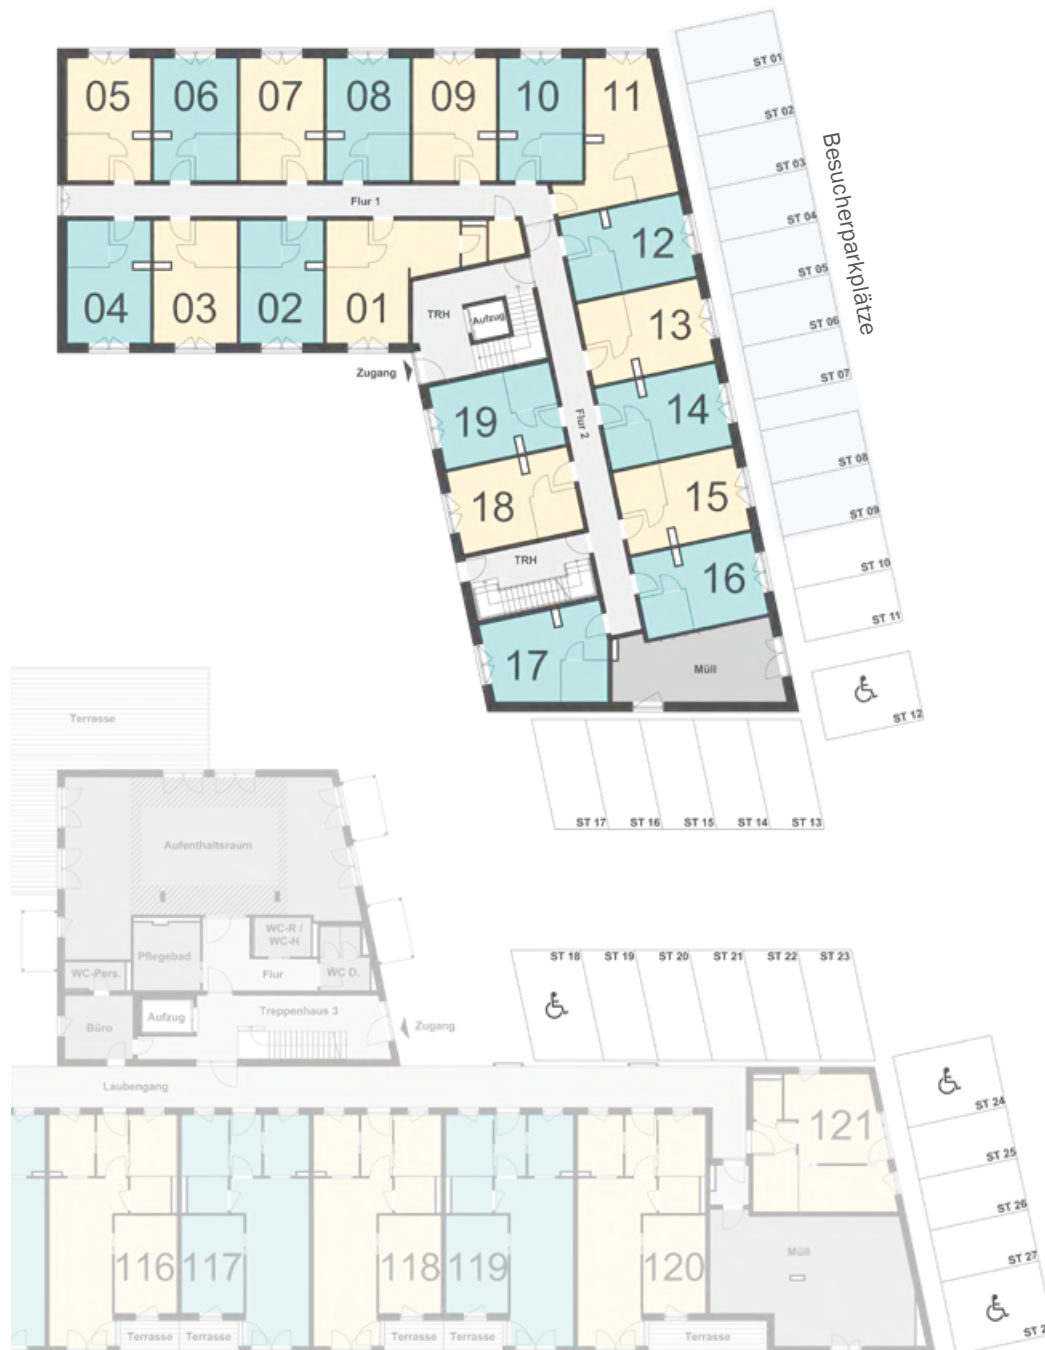 ST 01
05
06
07
08
09
10
11
ST 02
Besucherparkplätze
ST 03
Flur 1
ST 04
12
ST 05
04
03
02
01
TRH
Aufzug
13
ST 06
Zugang
ST 07
19
Flur 2
14
ST 08
18
15
ST 09
TRH
16
ST 10
ST 11
17
Müll
ST 12
Terrasse
ST 17
ST 16
ST 15
ST 14
ST 13
Aufenthaltsraum
WC-R /
WC-H
Pflegebad
WC-Pers.
Flur
WC D.
ST 18
ST 19
ST 20
ST 21
ST 22
ST 23
Büro
Aufzug
Treppenhaus 3
Zugang
Laubengang
ST 24
121
ST 25
ST 26
116
117
118
119
120
Müll
ST 27
Terrasse
Terrasse
Terrasse
Terrasse
Terrasse